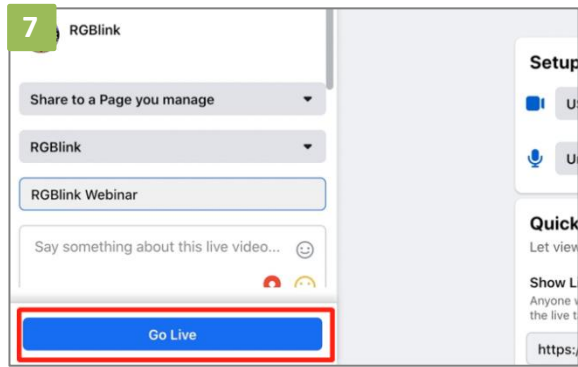 7
RGBlink
Share to a Page you manage
RGBlink
RGBlink Webinar
Say something about this live video...
Go Live
Setup
Quick
Let view
Show L
Anyone
the live t
https:/